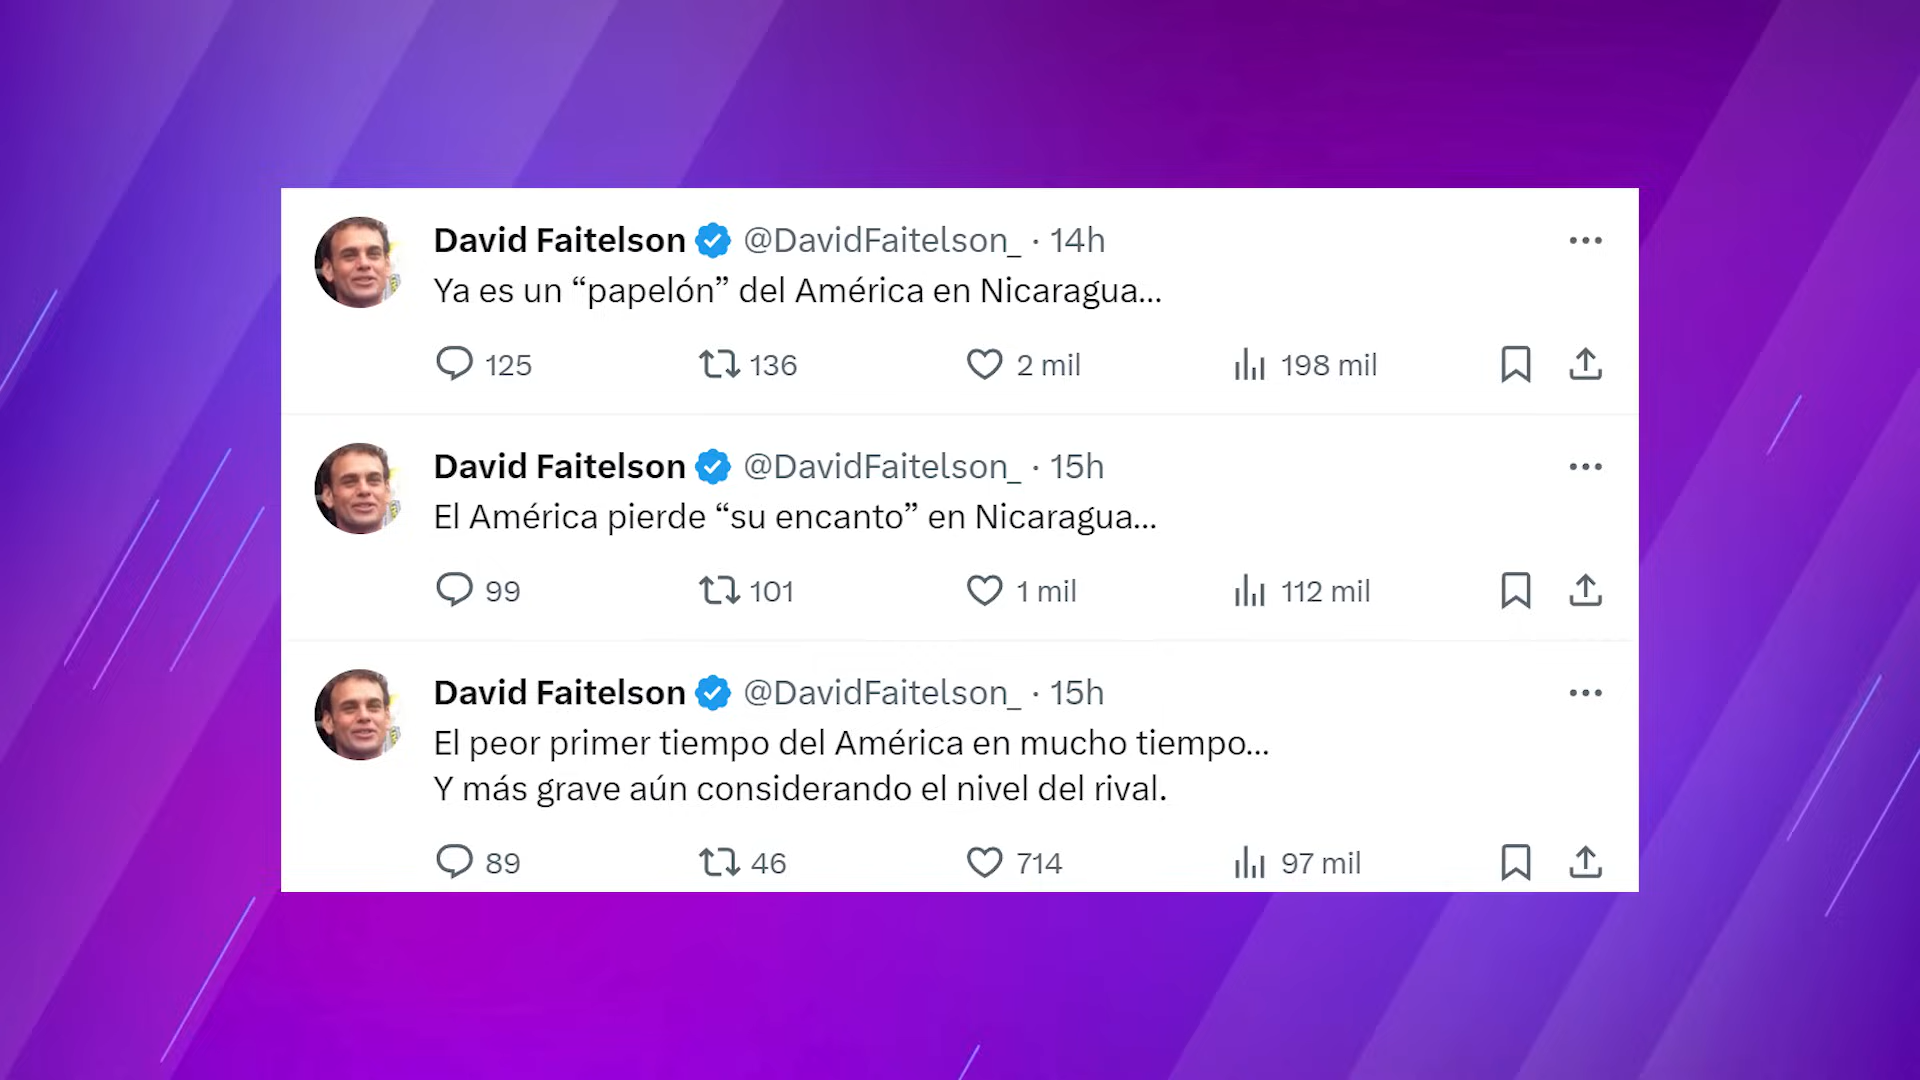 David Faitelson @DavidFaitelson_ · 14h
Ya es un “papelón” del América en Nicaragua...
125 136 2 mil 198 mil
David Faitelson @DavidFaitelson_ · 15h
El América pierde “su encanto” en Nicaragua...
99 101 1 mil 112 mil
David Faitelson @DavidFaitelson_ · 15h
El peor primer tiempo del América en mucho tiempo...
Y más grave aún considerando el nivel del rival.
89 46 714 97 mil